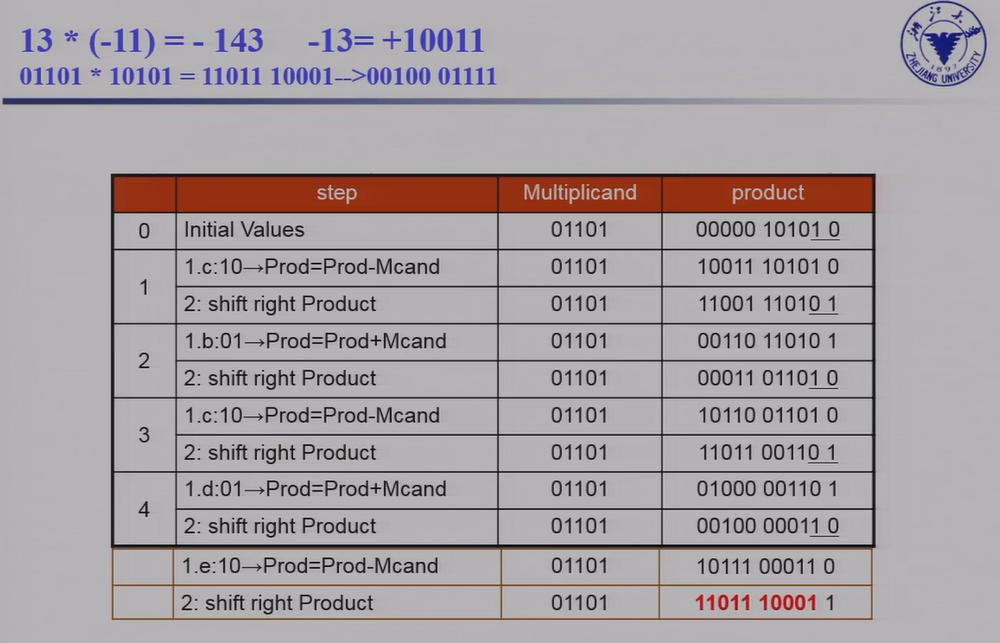 13 * (-11) = - 143 -13= +10011
01101 * 10101 = 11011 10001-->00100 01111
浙江大学
1897
ZHEJIANG UNIVERSITY
step Multiplicand product
0 Initial Values 01101 00000 10101 0
1 1.c:10→Prod=Prod-Mcand 01101 10011 10101 0
2: shift right Product 01101 11001 11010 1
2 1.b:01→Prod=Prod+Mcand 01101 00110 11010 1
2: shift right Product 01101 00011 01101 0
3 1.c:10→Prod=Prod-Mcand 01101 10110 01101 0
2: shift right Product 01101 11011 00110 1
4 1.d:01→Prod=Prod+Mcand 01101 01000 00110 1
2: shift right Product 01101 00100 00011 0
1.e:10→Prod=Prod-Mcand 01101 10111 00011 0
2: shift right Product 01101 11011 10001 1